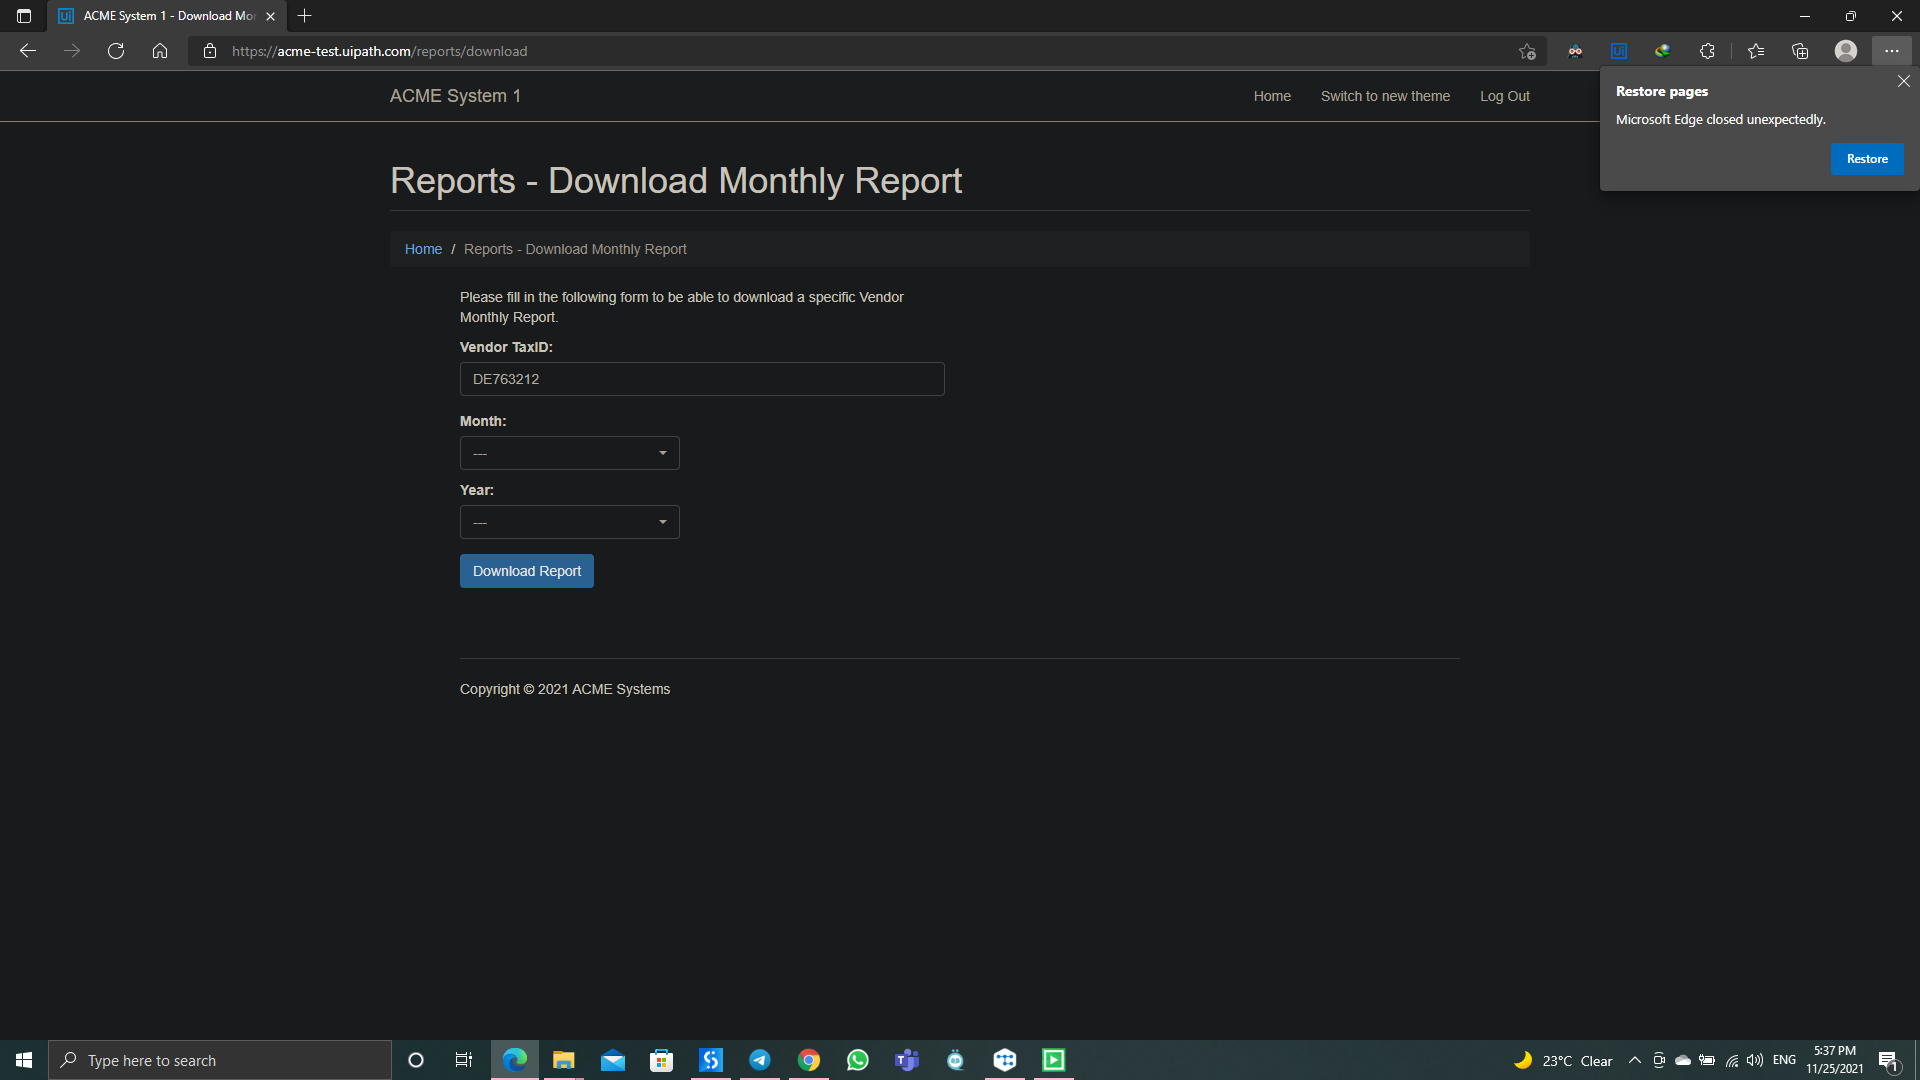 ACME System 1 - Download Mor
https://acme-test.uipath.com/reports/download
ACME System 1
Home
Switch to new theme
Log Out
Restore pages
Microsoft Edge closed unexpectedly.
Restore
Reports - Download Monthly Report
Home / Reports - Download Monthly Report
Please fill in the following form to be able to download a specific Vendor
Monthly Report.
Vendor TaxID:
DE763212
Month:
---
Year:
---
Download Report
Copyright © 2021 ACME Systems
Type here to search
23°C Clear
ENG
5:37 PM
11/25/2021
1